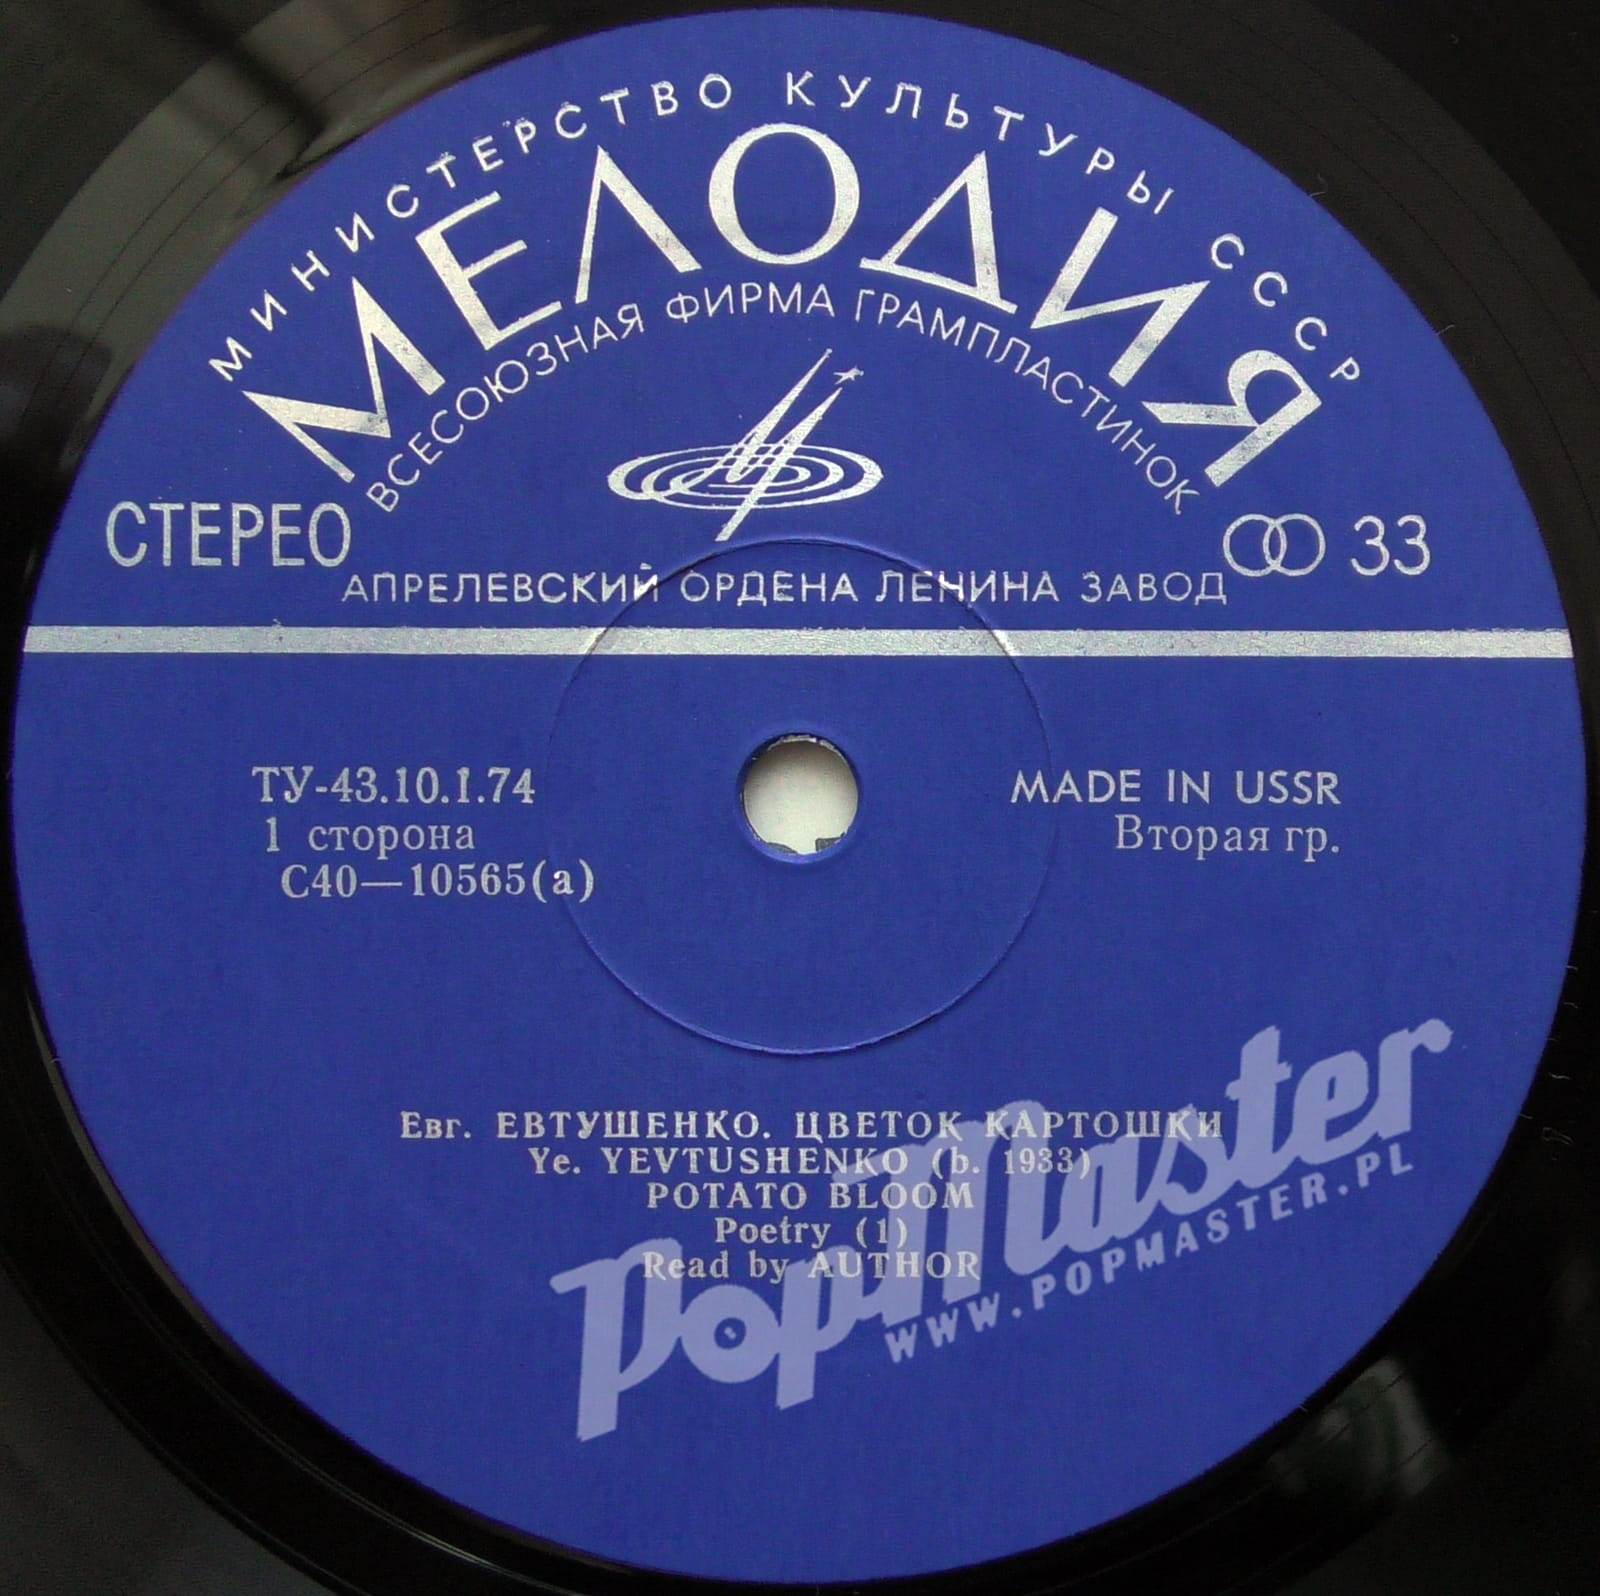 МИНИСТЕРСТВО КУЛЬТУРЫ СССР
МЕЛОДИЯ
ВСЕСОЮЗНАЯ ФИРМА ГРАМПЛАСТИНОК
СТЕРЕО
33
АПРЕЛЕВСКИЙ ОРДЕНА ЛЕНИНА ЗАВОД
ТУ-43.10.1.74
1 сторона
С40—10565(а)
MADE IN USSR
Вторая гр.
Евг. ЕВТУШЕНКО. ЦВЕТОК КАРТОШКИ
Ye. YEVTUSHENKO (b. 1933)
POTATO BLOOM
Poetry (1)
Read by AUTHOR
PopMaster
WWW.POPMASTER.PL